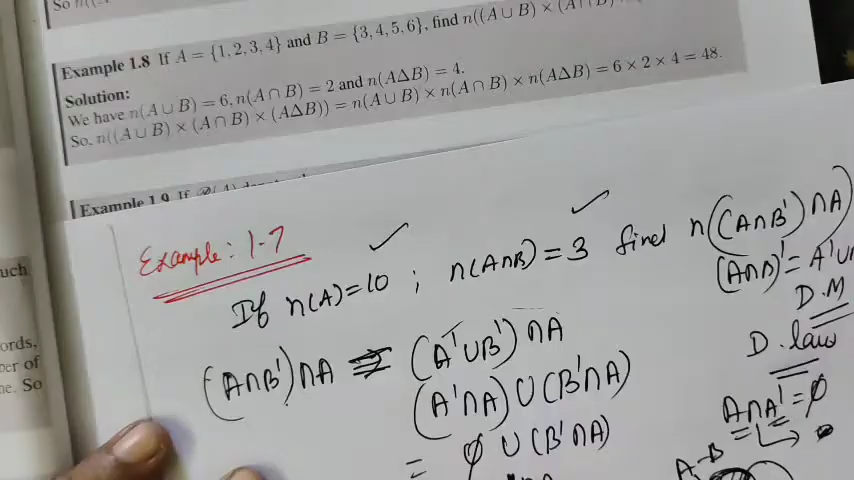 So
Example 1.8 If A = {1, 2, 3, 4} and B = {3, 4, 5, 6}, find n((A ∪ B) × (A ∩ B)
Solution:
We have n(A ∪ B) = 6, n(A ∩ B) = 2 and n(AΔB) = 4.
So, n((A ∪ B) × (A ∩ B) × (AΔB)) = n(A ∪ B) × n(A ∩ B) × n(AΔB) = 6 × 2 × 4 = 48.
Example 1.9 If
uch
ords,
ber of
ne. So
Example: 1-7
If n(A)=10 ; n(A∩B)=3 find n((A∩B')∩A)
(A∩B)'= A'∪
D.M
D. law
(A∩B')∩A = (A'∪B')∩A
(A'∩A)∪(B'∩A)
A∩A'=∅
= ∅∪(B'∩A)
A-B